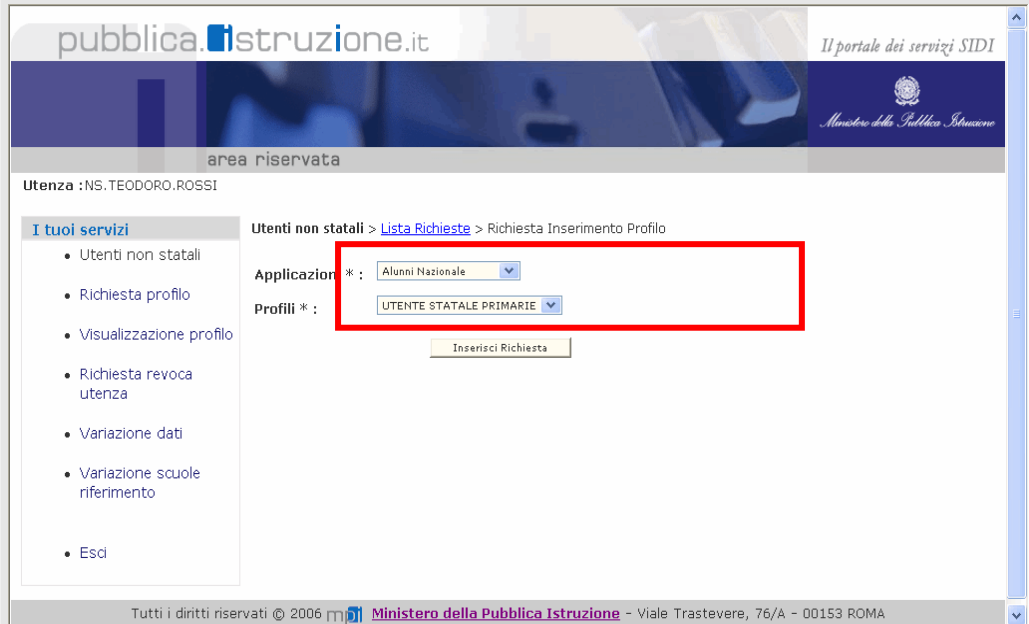 pubblica.istruzione.it
Il portale dei servizi SIDI
Ministero della Pubblica Istruzione
area riservata
Utenza :NS.TEODORO.ROSSI
I tuoi servizi
Utenti non statali
Richiesta profilo
Visualizzazione profilo
Richiesta revoca
utenza
Variazione dati
Variazione scuole
riferimento
Esci
Utenti non statali > Lista Richieste > Richiesta Inserimento Profilo
Applicazion * : Alunni Nazionale
Profili * : UTENTE STATALE PRIMARIE
Inserisci Richiesta
Tutti i diritti riservati © 2006 mpi Ministero della Pubblica Istruzione - Viale Trastevere, 76/A - 00153 ROMA